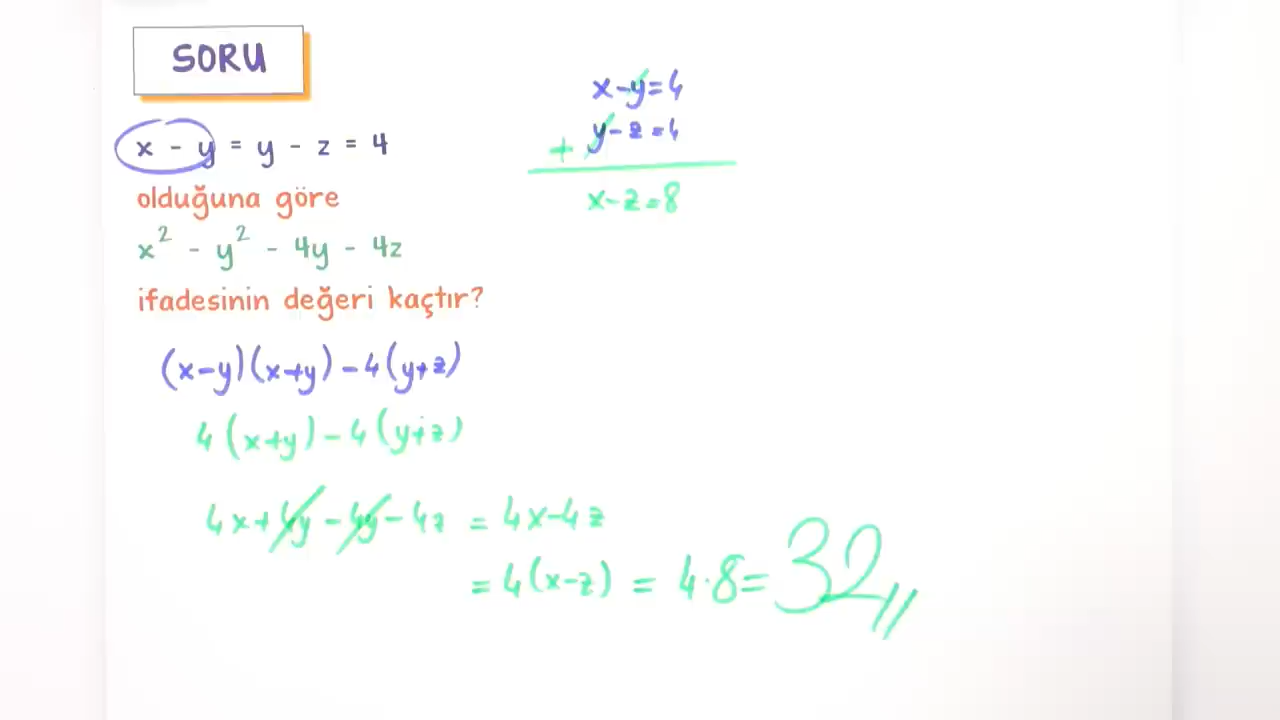 SORU
x - y = y - z = 4
olduğuna göre
x² - y² - 4y - 4z
ifadesinin değeri kaçtır?
(x-y)(x+y)-4(y+z)
4(x+y)-4(y+z)
4x+4y-4y-4z = 4x-4z
= 4(x-z) = 4.8= 32,,
x-y=4
+ y-z=4
x-z=8